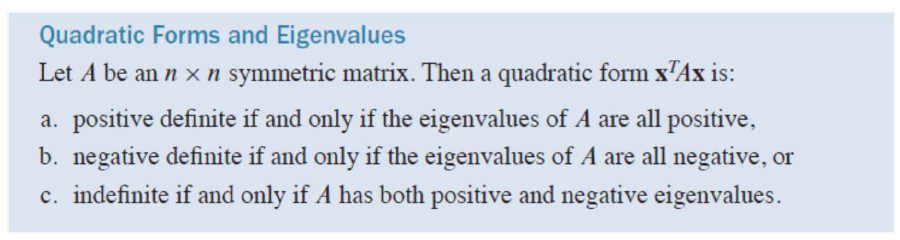 Quadratic Forms and Eigenvalues
Let A be an n × n symmetric matrix. Then a quadratic form xᵀAx is:
a. positive definite if and only if the eigenvalues of A are all positive,
b. negative definite if and only if the eigenvalues of A are all negative, or
c. indefinite if and only if A has both positive and negative eigenvalues.